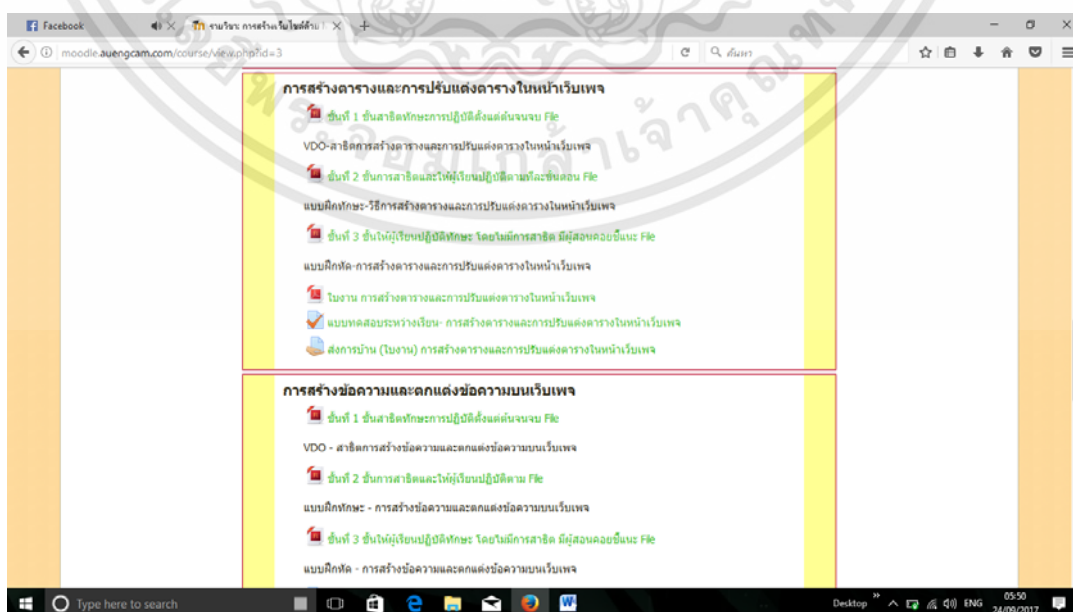 Facebook
รายวิชา: การสร้างเว็บไซต์ด้วย
moodle.auengcam.com/course/view.php?id=3
ค้นหา
การสร้างตารางและการปรับแต่งตารางในหน้าเว็บเพจ
ขั้นที่ 1 ขั้นสาธิตทักษะการปฏิบัติตั้งแต่ต้นจนจบ File
VDO-สาธิตการสร้างตารางและการปรับแต่งตารางในหน้าเว็บเพจ
ขั้นที่ 2 ขั้นการสาธิตและให้ผู้เรียนปฏิบัติตามทีละขั้นตอน File
แบบฝึกทักษะ-วิธีการสร้างตารางและการปรับแต่งตารางในหน้าเว็บเพจ
ขั้นที่ 3 ขั้นให้ผู้เรียนปฏิบัติทักษะ โดยไม่มีการสาธิต มีผู้สอนคอยชี้แนะ File
แบบฝึกหัด-การสร้างตารางและการปรับแต่งตารางในหน้าเว็บเพจ
ใบงาน การสร้างตารางและการปรับแต่งตารางในหน้าเว็บเพจ
แบบทดสอบระหว่างเรียน- การสร้างตารางและการปรับแต่งตารางในหน้าเว็บเพจ
ส่งการบ้าน (ใบงาน) การสร้างตารางและการปรับแต่งตารางในหน้าเว็บเพจ
การสร้างข้อความและตกแต่งข้อความบนเว็บเพจ
ขั้นที่ 1 ขั้นสาธิตทักษะการปฏิบัติตั้งแต่ต้นจนจบ File
VDO - สาธิตการสร้างข้อความและตกแต่งข้อความบนเว็บเพจ
ขั้นที่ 2 ขั้นการสาธิตและให้ผู้เรียนปฏิบัติตาม File
แบบฝึกทักษะ - การสร้างข้อความและตกแต่งข้อความบนเว็บเพจ
ขั้นที่ 3 ขั้นให้ผู้เรียนปฏิบัติทักษะ โดยไม่มีการสาธิต มีผู้สอนคอยชี้แนะ File
แบบฝึกหัด - การสร้างข้อความและตกแต่งข้อความบนเว็บเพจ
Type here to search
Desktop
ENG
05:50
24/09/2017